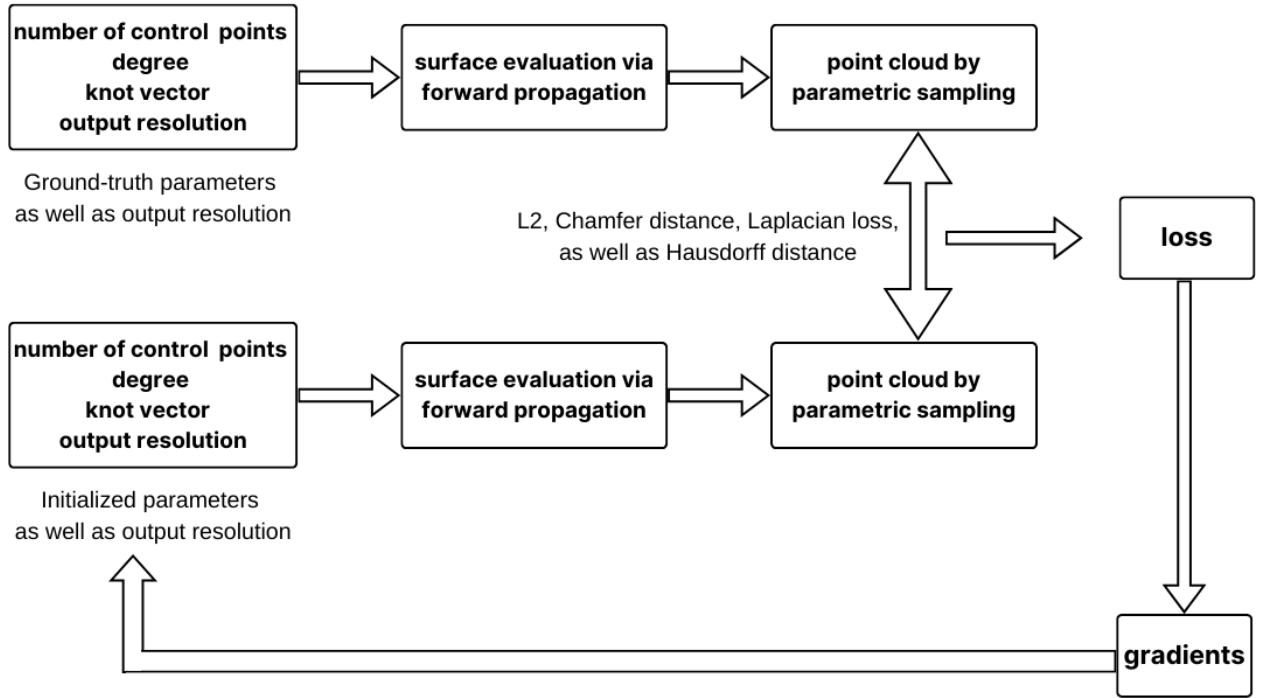 number of control points
degree
knot vector
output resolution
Ground-truth parameters
as well as output resolution
surface evaluation via
forward propagation
point cloud by
parametric sampling
L2, Chamfer distance, Laplacian loss,
as well as Hausdorff distance
loss
number of control points
degree
knot vector
output resolution
Initialized parameters
as well as output resolution
surface evaluation via
forward propagation
point cloud by
parametric sampling
gradients